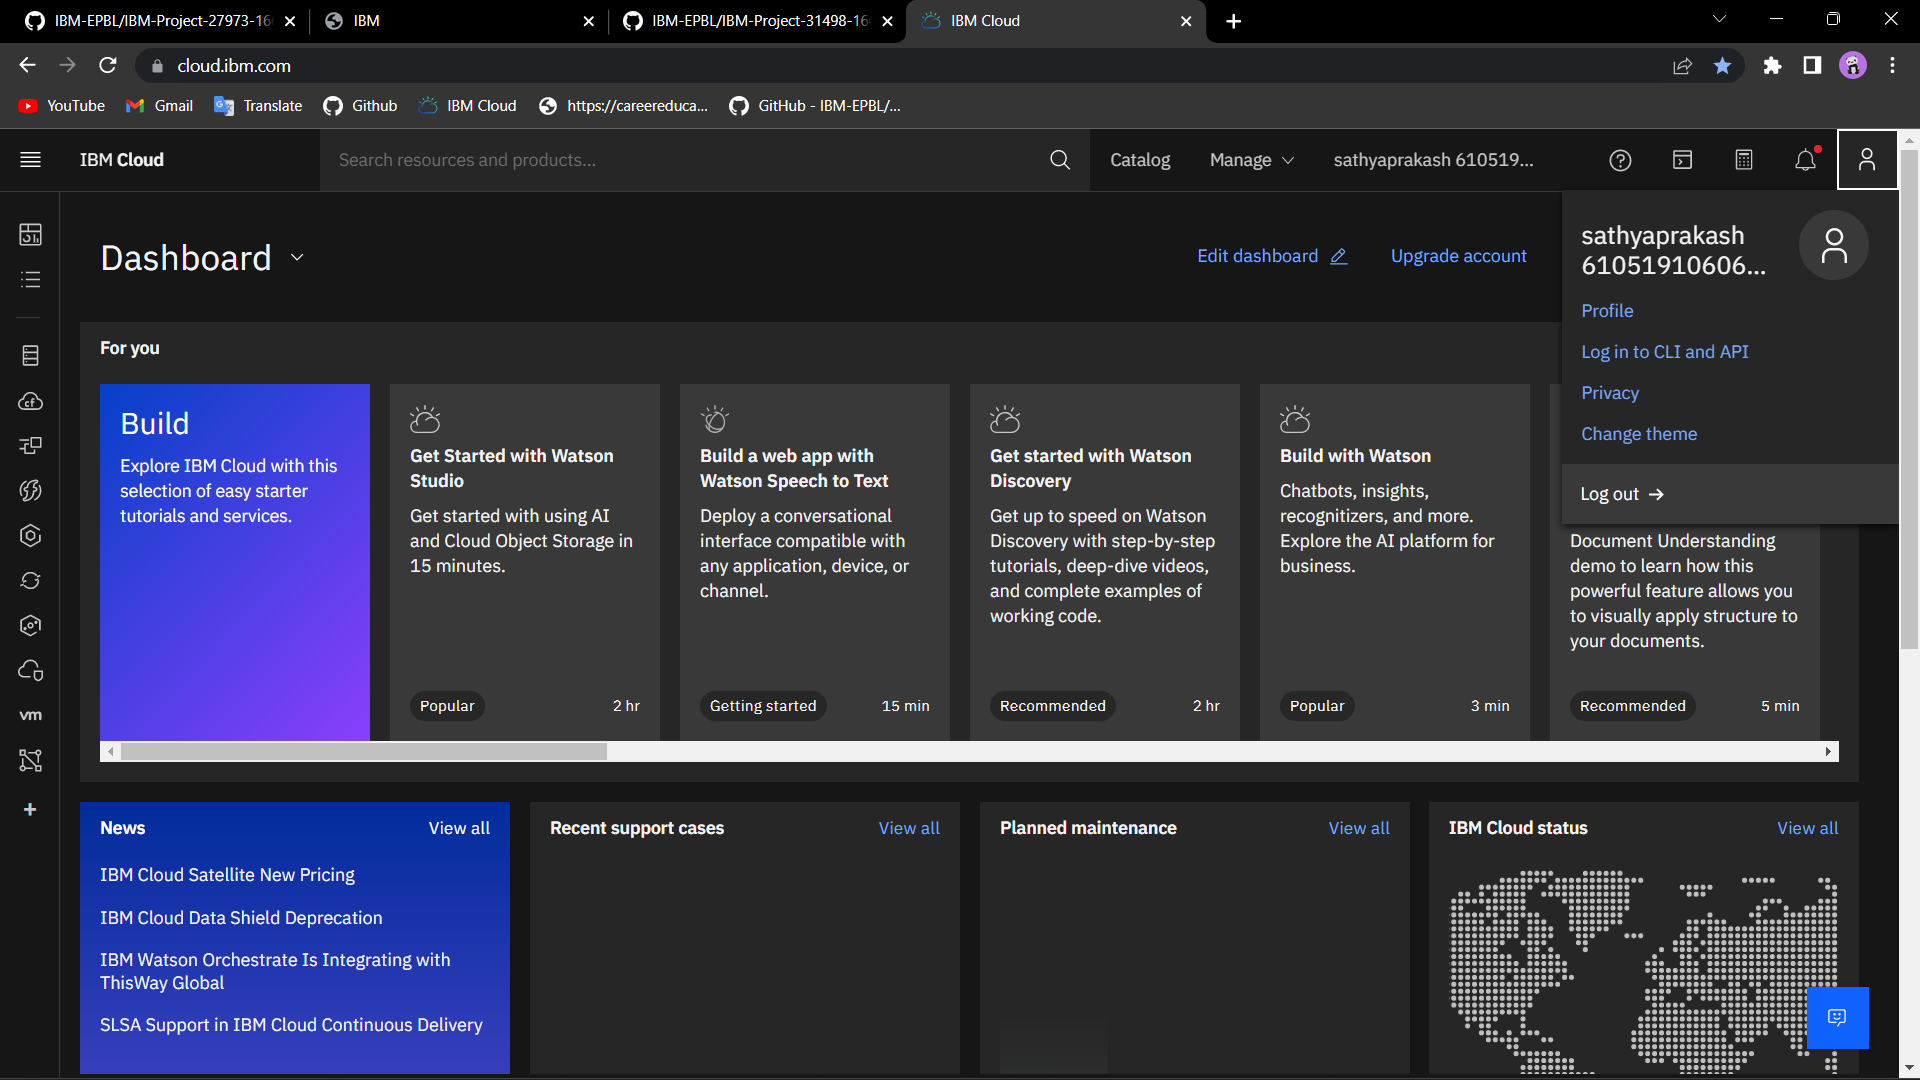 IBM-EPBL/IBM-Project-27973-16
IBM
IBM-EPBL/IBM-Project-31498-16
IBM Cloud
cloud.ibm.com
YouTube
Gmail
Translate
Github
IBM Cloud
https://careereduca...
GitHub - IBM-EPBL/...
IBM Cloud
Search resources and products...
Catalog
Manage
sathyaprakash 610519...
sathyaprakash
61051910606...
Profile
Log in to CLI and API
Privacy
Change theme
Log out
Dashboard
Edit dashboard
Upgrade account
For you
Build
Explore IBM Cloud with this
selection of easy starter
tutorials and services.
Get Started with Watson
Studio
Get started with using AI
and Cloud Object Storage in
15 minutes.
Popular
2 hr
Build a web app with
Watson Speech to Text
Deploy a conversational
interface compatible with
any application, device, or
channel.
Getting started
15 min
Get started with Watson
Discovery
Get up to speed on Watson
Discovery with step-by-step
tutorials, deep-dive videos,
and complete examples of
working code.
Recommended
2 hr
Build with Watson
Chatbots, insights,
recognitizers, and more.
Explore the AI platform for
business.
Popular
3 min
Document Understanding
demo to learn how this
powerful feature allows you
to visually apply structure to
your documents.
Recommended
5 min
vm
News
View all
IBM Cloud Satellite New Pricing
IBM Cloud Data Shield Deprecation
IBM Watson Orchestrate Is Integrating with
ThisWay Global
SLSA Support in IBM Cloud Continuous Delivery
Recent support cases
View all
Planned maintenance
View all
IBM Cloud status
View all